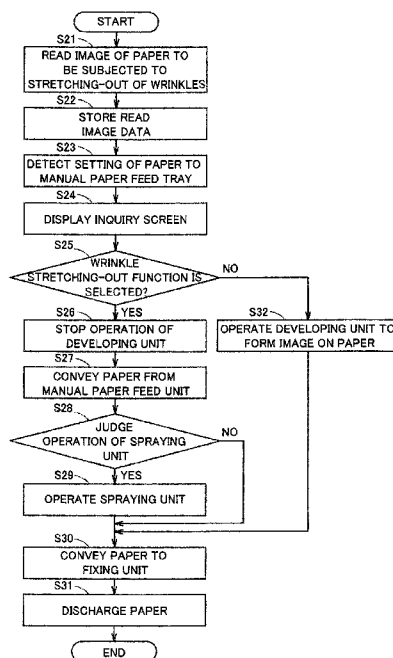 START
S21
READ IMAGE OF PAPER TO
BE SUBJECTED TO
STRETCHING-OUT OF WRINKLES
S22
STORE READ
IMAGE DATA
S23
DETECT SETTING OF PAPER TO
MANUAL PAPER FEED TRAY
S24
DISPLAY INQUIRY SCREEN
S25
WRINKLE
STRETCHING-OUT FUNCTION IS
SELECTED?
NO
YES
S26
STOP OPERATION OF
DEVELOPING UNIT
S32
OPERATE DEVELOPING UNIT TO
FORM IMAGE ON PAPER
S27
CONVEY PAPER FROM
MANUAL PAPER FEED UNIT
S28
JUDGE
OPERATION OF SPRAYING
UNIT
NO
YES
S29
OPERATE SPRAYING UNIT
S30
CONVEY PAPER TO
FIXING UNIT
S31
DISCHARGE PAPER
END